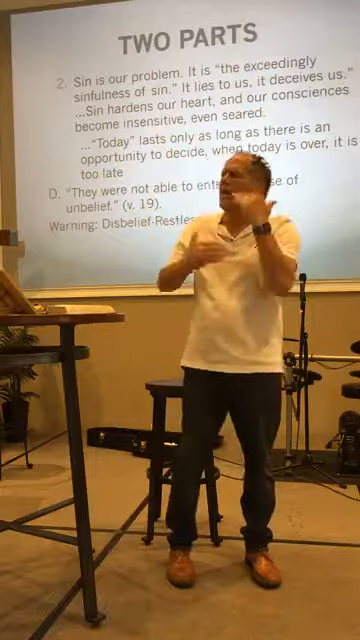 TWO PARTS
2. Sin is our problem. It is "the exceedingly
sinfulness of sin." It lies to us, it deceives us."
...Sin hardens our heart, and our consciences
become insensitive, even seared.
..."Today" lasts only as long as there is an
opportunity to decide, when today is over, it is
too late
D. "They were not able to of
unbelief." (v. 19).
Warning: Disbelief-